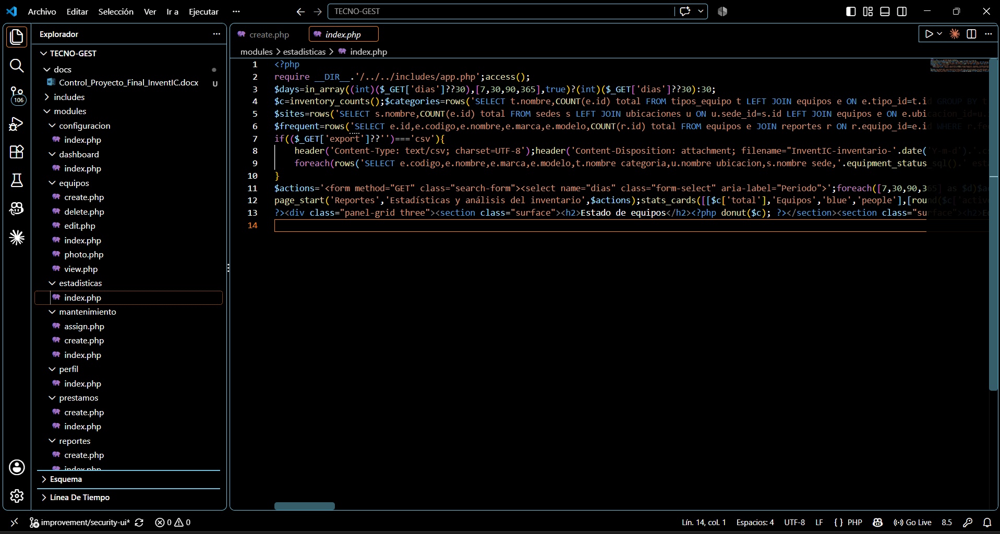 Archivo Editar Selección Ver Ir a Ejecutar ···
TECNO-GEST
Explorador
TECNO-GEST
docs
Control_Proyecto_Final_InventIC.docx U
includes
modules
configuracion
index.php
dashboard
index.php
equipos
create.php
delete.php
edit.php
index.php
photo.php
view.php
estadisticas
index.php
mantenimiento
assign.php
create.php
index.php
perfil
index.php
prestamos
create.php
index.php
reportes
create.php
index.php
Esquema
Línea De Tiempo
106
create.php index.php
modules > estadisticas > index.php
1 <?php
2 require __DIR__.'/../../includes/app.php';access();
3 $days=in_array((int)($_GET['dias']??30),[7,30,90,365],true)?(int)($_GET['dias']??30):30;
4 $c=inventory_counts();$categories=rows('SELECT t.nombre,COUNT(e.id) total FROM tipos_equipo t LEFT JOIN equipos e ON e.tipo_id=t.id GROUP BY t
5 $sites=rows('SELECT s.nombre,COUNT(e.id) total FROM sedes s LEFT JOIN ubicaciones u ON u.sede_id=s.id LEFT JOIN equipos e ON e.ubicacion_id=u.
6 $frequent=rows('SELECT e.id,e.codigo,e.nombre,e.marca,e.modelo,COUNT(r.id) total FROM equipos e JOIN reportes r ON r.equipo_id=e.id WHERE r.fe
7 if(($_GET['export']??'')==='csv'){
8 header('Content-Type: text/csv; charset=UTF-8');header('Content-Disposition: attachment; filename="InventIC-inventario-'.date('Y-m-d').'.c
9 foreach(rows('SELECT e.codigo,e.nombre,e.marca,e.modelo,t.nombre categoria,u.nombre ubicacion,s.nombre sede,'.equipment_status_sql().' est
10 }
11 $actions='<form method="GET" class="search-form"><select name="dias" class="form-select" aria-label="Periodo">';foreach([7,30,90,365] as $d)$a
12 page_start('Reportes','Estadísticas y análisis del inventario',$actions);stats_cards([[$c['total'],'Equipos','blue','people'],[round($c['activ
13 ?><div class="panel-grid three"><section class="surface"><h2>Estado de equipos</h2><?php donut($c); ?></section><section class="surface"><h2>E
14
improvement/security-ui* 0 0
Lín. 14, col. 1 Espacios: 4 UTF-8 LF {} PHP Go Live 8.5